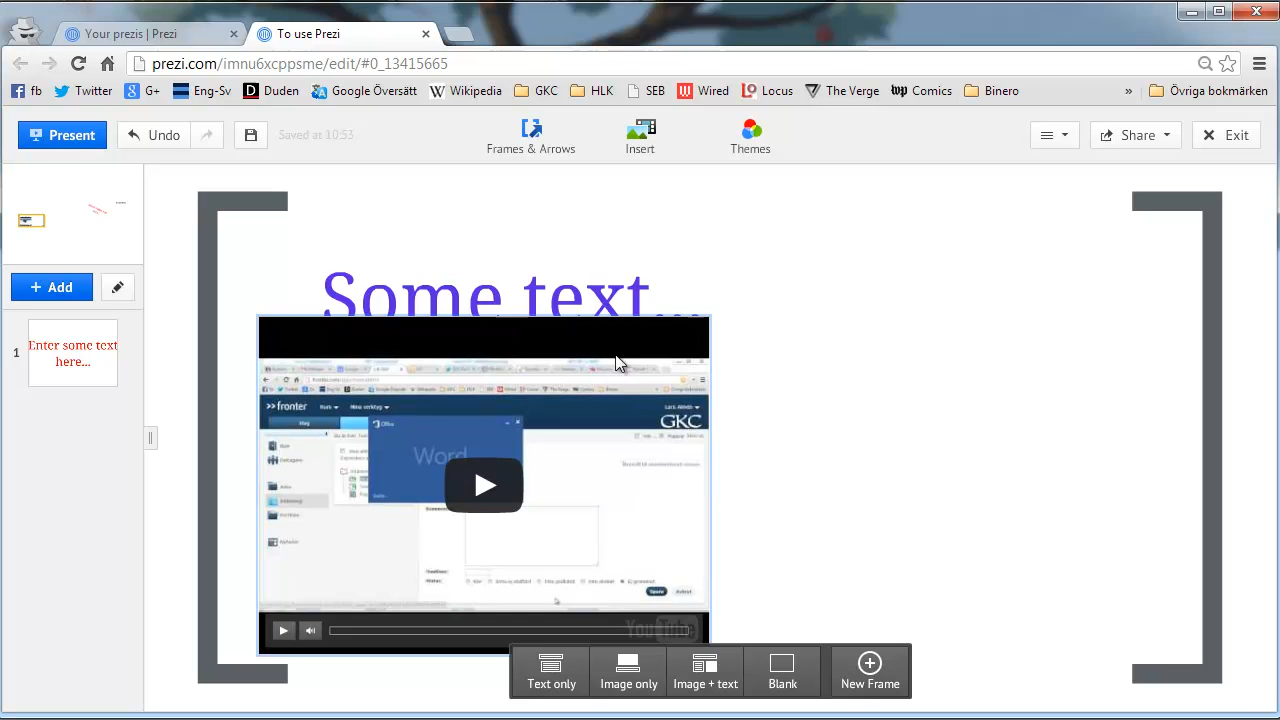 Your prezis | Prezi
To use Prezi
prezi.com/imnu6xcppsme/edit/#0_13415665
fb Twitter G+ Eng-Sv Duden Google Översätt Wikipedia GKC HLK SEB Wired Locus The Verge Comics Binero » Övriga bokmärken
Present Undo Saved at 10:53 Frames & Arrows Insert Themes Share Exit
+ Add
1 Enter some text
here...
Some text...
fronter
GKC
Office
Word
YouTube
Text only Image only Image + text Blank New Frame